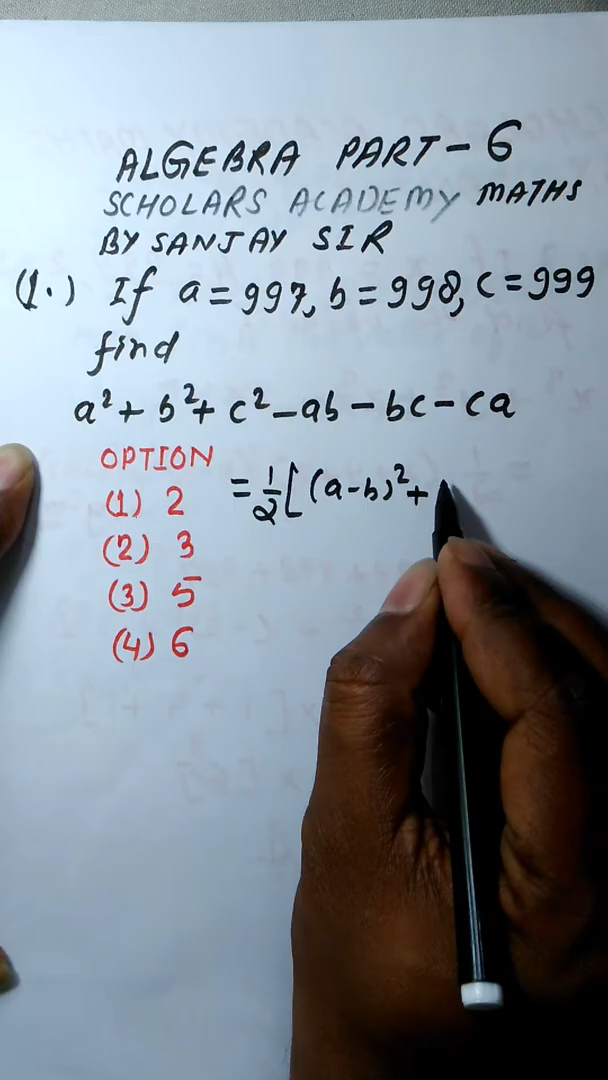 ALGEBRA PART-6
SCHOLARS ACADEMY MATHS
BY SANJAY SIR
(1.) If a=997, b=998, c=999
find
a²+ b²+ c²-ab-bc-ca
OPTION
(1) 2
(2) 3
(3) 5
(4) 6
=1/2[(a-b)²+